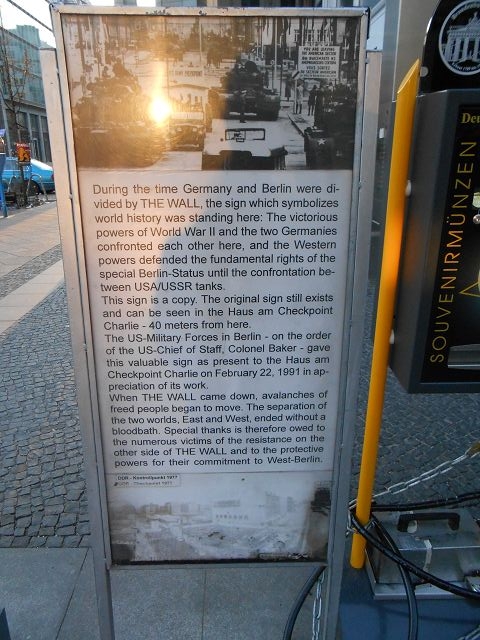 YOU ARE LEAVING
THE AMERICAN SECTOR
US ARMY CHECKPOINT
During the time Germany and Berlin were di-
vided by THE WALL, the sign which symbolizes
world history was standing here: The victorious
powers of World War II and the two Germanies
confronted each other here, and the Western
powers defended the fundamental rights of the
special Berlin-Status until the confrontation be-
tween USA/USSR tanks.
This sign is a copy. The original sign still exists
and can be seen in the Haus am Checkpoint
Charlie - 40 meters from here.
The US-Military Forces in Berlin - on the order
of the US-Chief of Staff, Colonel Baker - gave
this valuable sign as present to the Haus am
Checkpoint Charlie on February 22, 1991 in ap-
preciation of its work.
When THE WALL came down, avalanches of
freed people began to move. The separation of
the two worlds, East and West, ended without a
bloodbath. Special thanks is therefore owed to
the numerous victims of the resistance on the
other side of THE WALL and to the protective
powers for their commitment to West-Berlin.
DDR - Kontrollpunkt 1977
GDR - Checkpoint 1977
SOUVENIRMÜNZEN